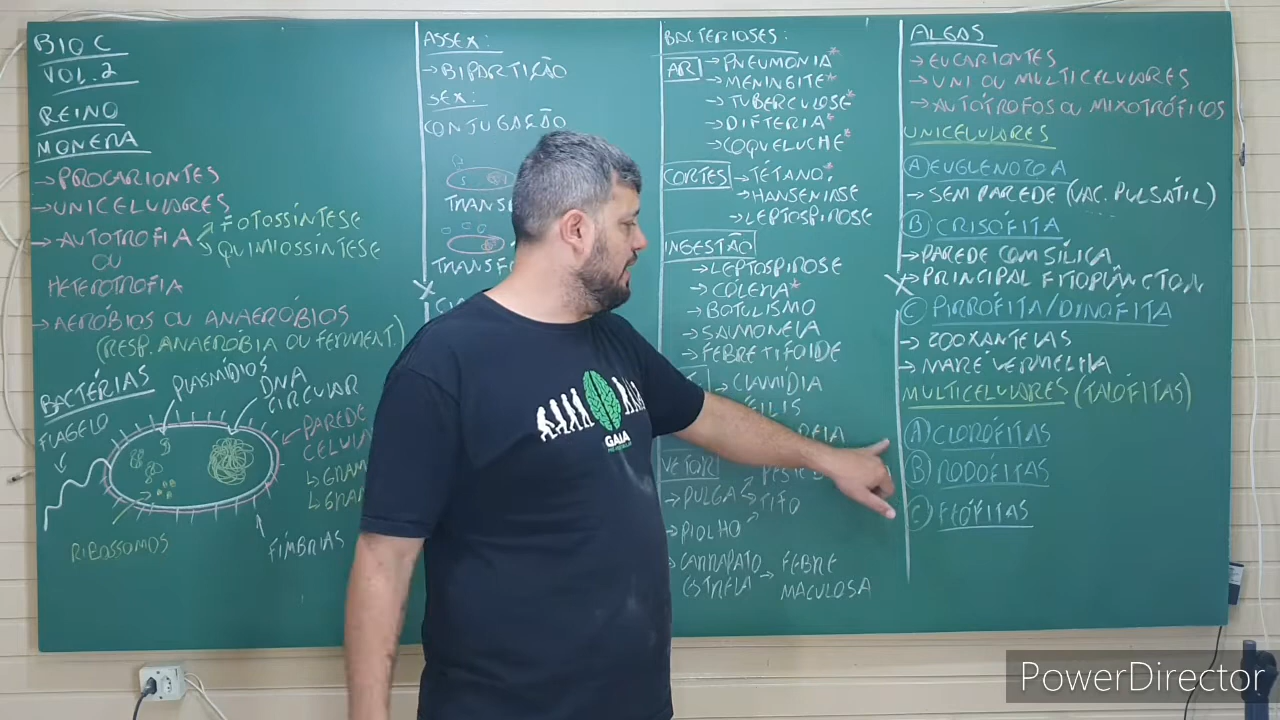 BIO C
VOL. 2
REINO
MONERA
→ PROCARIONTES
→ UNICELULARES
→ AUTOTROFIA
FOTOSSÍNTESE
QUIMIOSSÍNTESE
OU
HETEROTROFIA
→ AERÓBIOS OU ANAERÓBIOS
(RESP. ANAERÓBIA OU FERMENT.)
BACTÉRIAS
PLASMÍDIOS
DNA
CIRCULAR
FLAGELO
PAREDE
CELULA
↳ GRAM
↳ GRAM
RIBOSSOMOS
FÍMBRIAS
ASSEX:
→ BIPARTIÇÃO
SEX:
CONJUGAÇÃO
BACTERIOSES:
AR → PNEUMONIA*
→ MENINGITE*
→ TUBERCULOSE*
→ DIFTERIA*
→ COQUELUCHE*
CORTES → TÉTANO*
→ HANSENÍASE
→ LEPTOSPIROSE
INGESTÃO
→ LEPTOSPIROSE
→ CÓLERA*
→ BOTULISMO
→ SALMONELA
→ FEBRE TIFOIDE
→ CLAMÍDIA
VETOR
→ PULGA
TIFO
→ PIOLHO
→ CARRAPATO ESTRELA → FEBRE MACULOSA
ALGAS
→ EUCARIONTES
→ UNI OU MULTICELULARES
→ AUTÓTROFOS OU MIXOTRÓFICOS
UNICELULARES
A) EUGLENOZOA
→ SEM PAREDE (VAC. PULSÁTIL)
B) CRISÓFITA
→ PAREDE COM SÍLICA
→ PRINCIPAL FITOPLÂNCTON
C) PIRRÓFITA/DINÓFITA
→ ZOOXANTELAS
→ MARÉ VERMELHA
MULTICELULARES (TALÓFITAS)
A) CLORÓFITAS
B) RODÓFITAS
C) FEÓFITAS
GAIA
PowerDirector